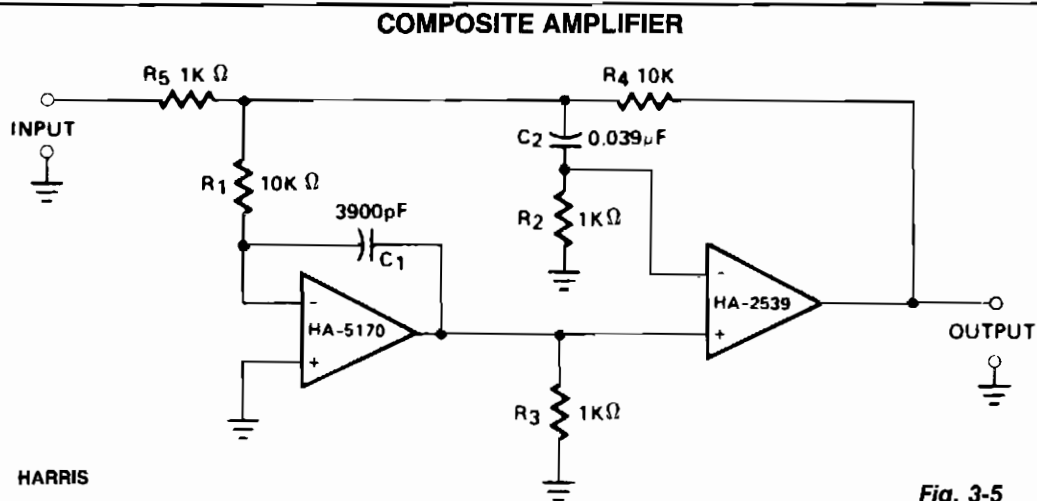 COMPOSITE AMPLIFIER
R5 1K Ω
R4 10K
INPUT
C2 0.039μF
R1 10K Ω
3900pF
C1
R2 1KΩ
-
HA-5170
+
-
HA-2539
+
OUTPUT
R3 1KΩ
HARRIS
Fig. 3-5